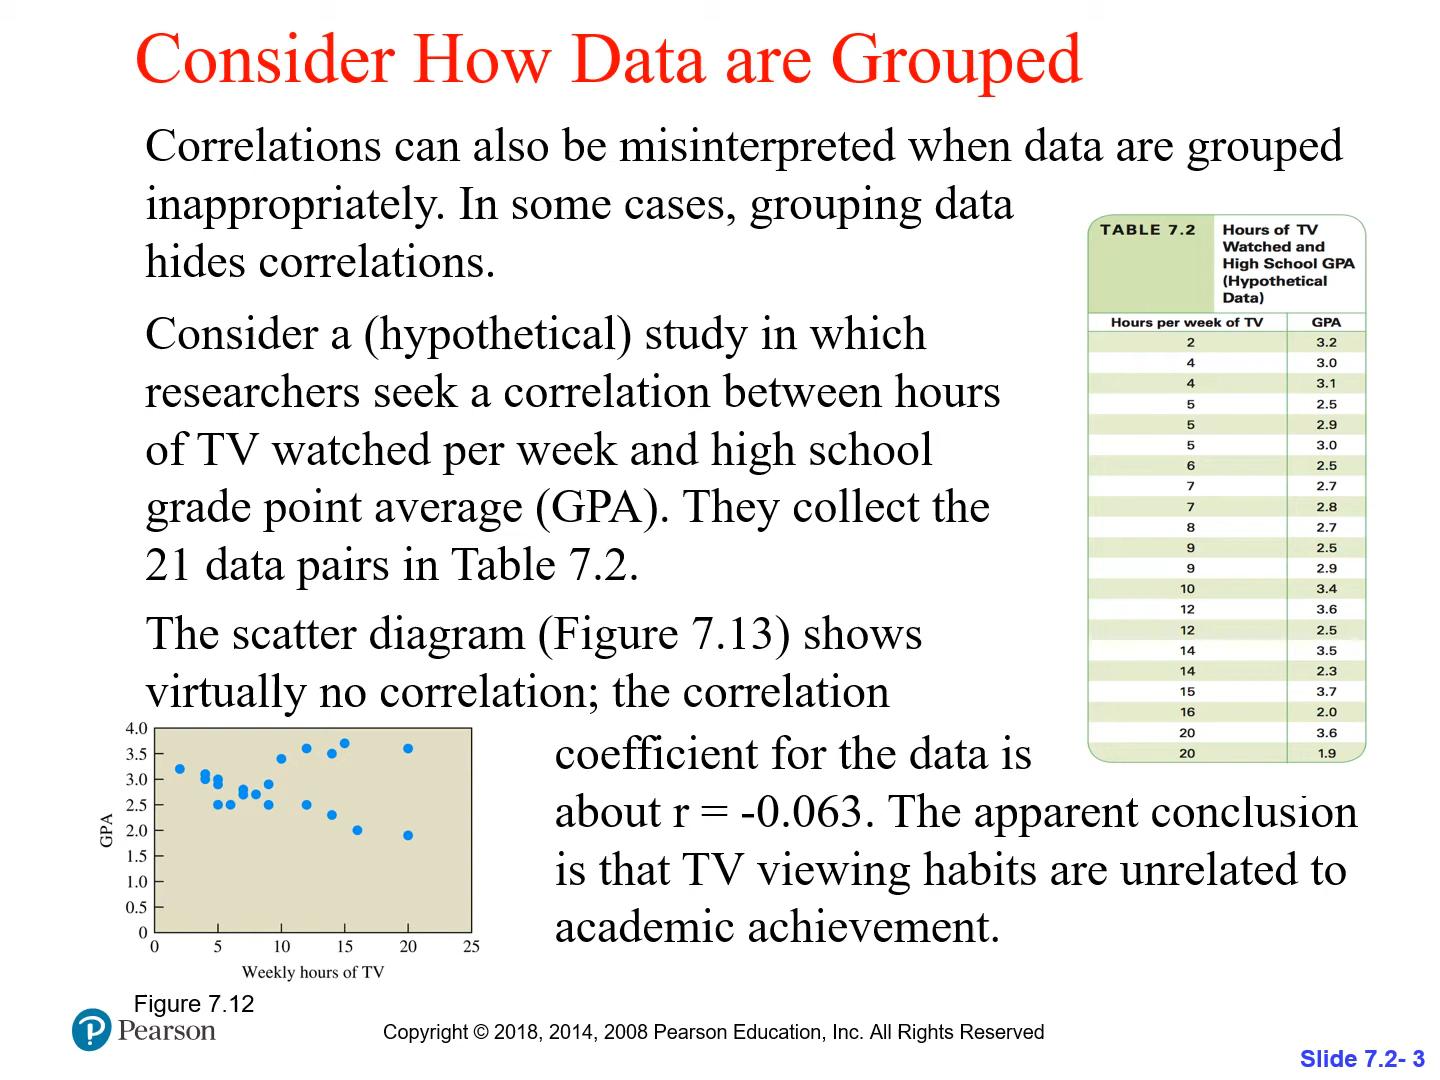 Consider How Data are Grouped
Correlations can also be misinterpreted when data are grouped
inappropriately. In some cases, grouping data
hides correlations.
Consider a (hypothetical) study in which
researchers seek a correlation between hours
of TV watched per week and high school
grade point average (GPA). They collect the
21 data pairs in Table 7.2.
The scatter diagram (Figure 7.13) shows
virtually no correlation; the correlation
coefficient for the data is
about r = -0.063. The apparent conclusion
is that TV viewing habits are unrelated to
academic achievement.
TABLE 7.2
Hours of TV
Watched and
High School GPA
(Hypothetical
Data)
Hours per week of TV GPA
2 3.2
4 3.0
4 3.1
5 2.5
5 2.9
5 3.0
6 2.5
7 2.7
7 2.8
8 2.7
9 2.5
9 2.9
10 3.4
12 3.6
12 2.5
14 3.5
14 2.3
15 3.7
16 2.0
20 3.6
20 1.9
GPA
4.0
3.5
3.0
2.5
2.0
1.5
1.0
0.5
0
0 5 10 15 20 25
Weekly hours of TV
Figure 7.12
Pearson
Copyright © 2018, 2014, 2008 Pearson Education, Inc. All Rights Reserved
Slide 7.2- 3